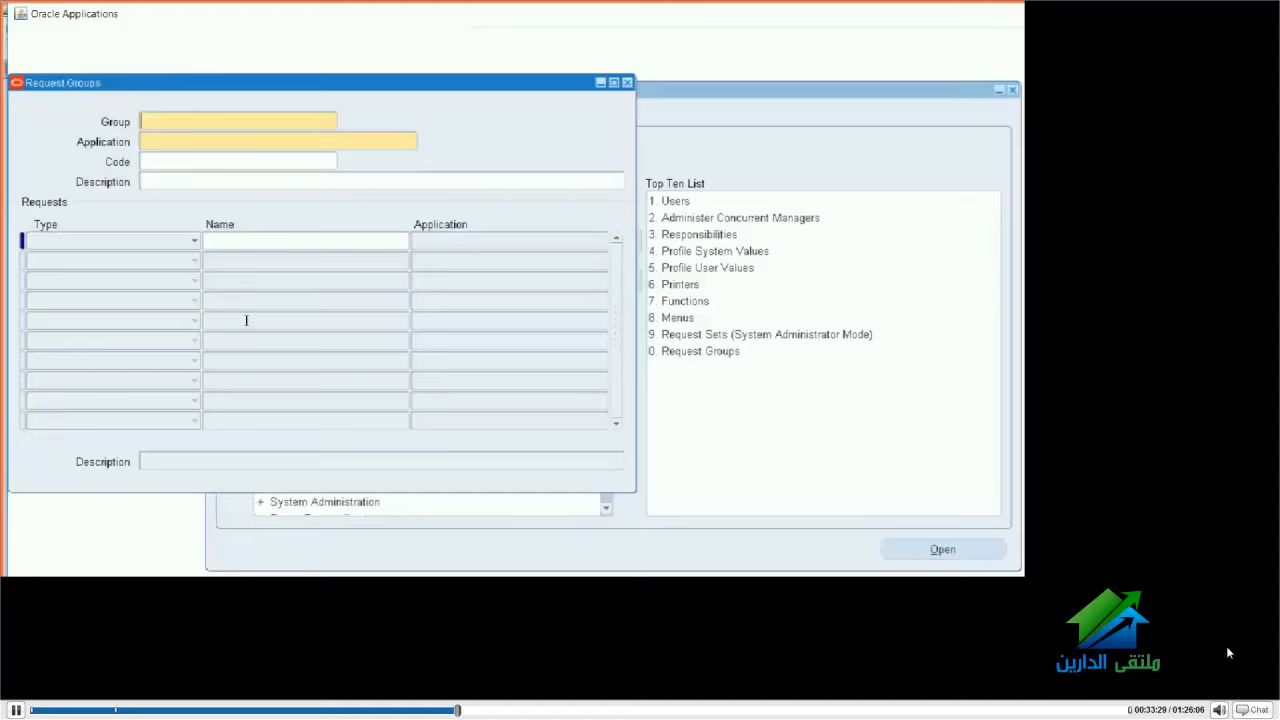 Oracle Applications
Request Groups
Group
Application
Code
Description
Requests
Type Name Application
Description
Top Ten List
1. Users
2. Administer Concurrent Managers
3. Responsibilities
4. Profile System Values
5. Profile User Values
6. Printers
7. Functions
8. Menus
9. Request Sets (System Administrator Mode)
0. Request Groups
+ System Administration
Open
ملتقى الدارين
00:33:29 / 01:26:06 Chat